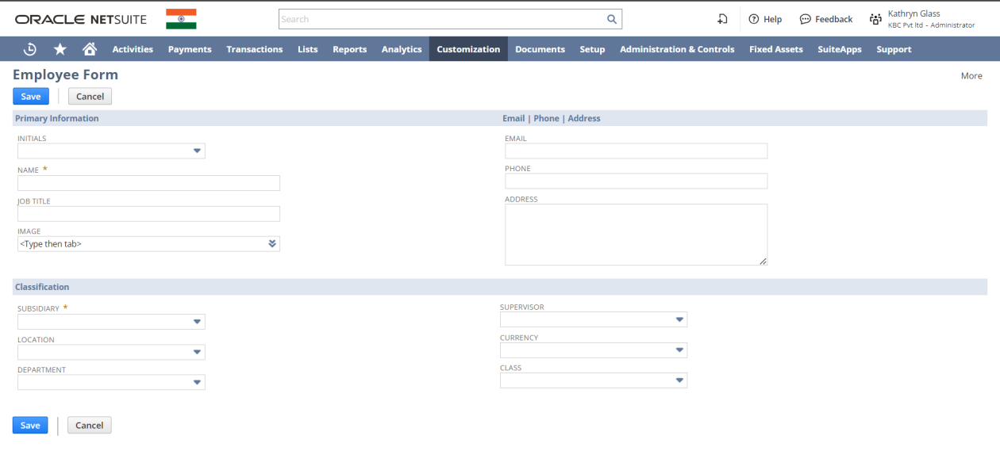 ORACLE NETSUITE
Search
Help
Feedback
Kathryn Glass
KBC Pvt ltd - Administrator
Activities Payments Transactions Lists Reports Analytics Customization Documents Setup Administration & Controls Fixed Assets SuiteApps Support
Employee Form
More
Save Cancel
Primary Information
INITIALS
NAME *
JOB TITLE
IMAGE
<Type then tab>
Email | Phone | Address
EMAIL
PHONE
ADDRESS
Classification
SUBSIDIARY *
LOCATION
DEPARTMENT
SUPERVISOR
CURRENCY
CLASS
Save Cancel